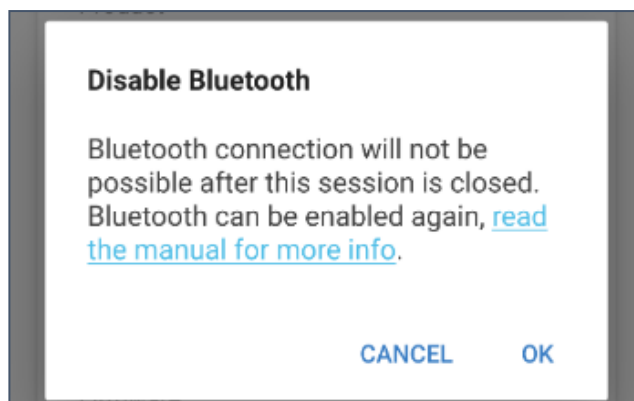 Disable Bluetooth
Bluetooth connection will not be
possible after this session is closed.
Bluetooth can be enabled again, read
the manual for more info.
CANCEL OK